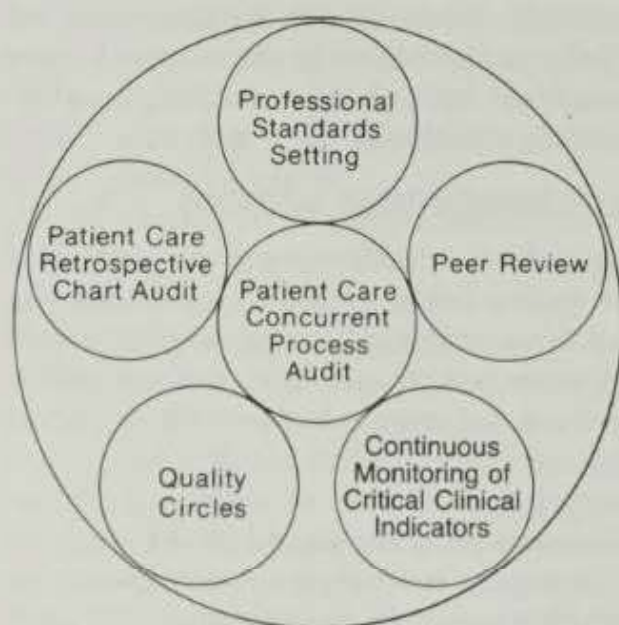 Professional
Standards
Setting
Patient Care
Retrospective
Chart Audit
Peer Review
Patient Care
Concurrent
Process
Audit
Quality
Circles
Continuous
Monitoring of
Critical Clinical
Indicators